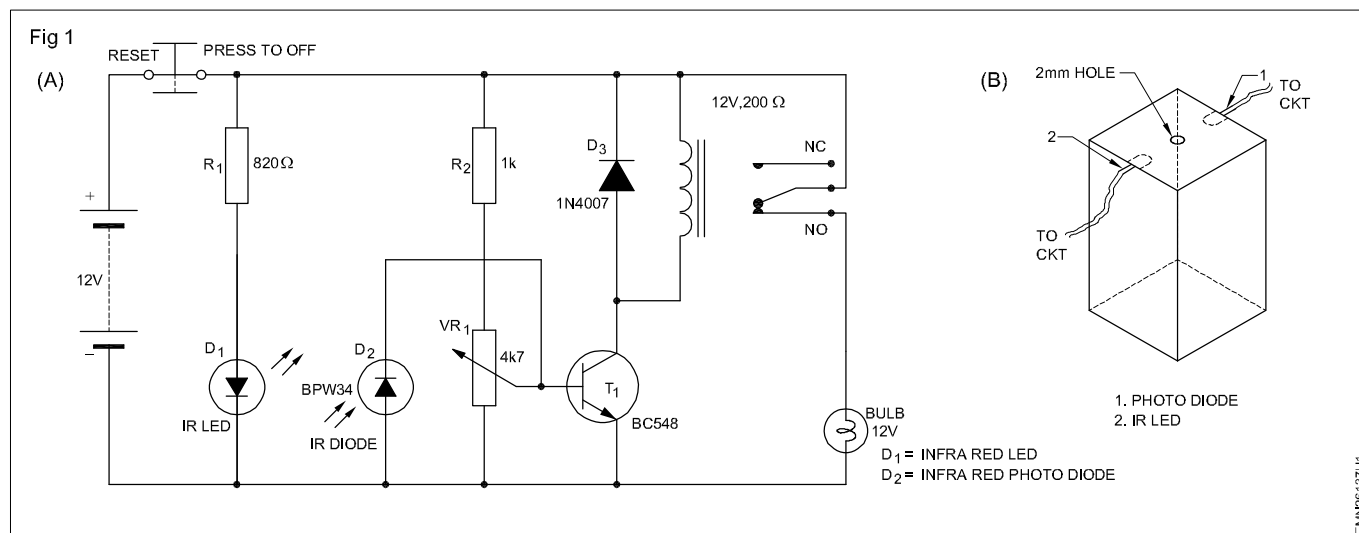 Fig 1
RESET
PRESS TO OFF
(A)
12V,200 Ω
R1
820Ω
R2
1k
D3
1N4007
NC
NO
+
12V
–
VR1
4k7
D1
IR LED
D2
BPW34
IR DIODE
T1
BC548
BULB
12V
D1 = INFRA RED LED
D2 = INFRA RED PHOTO DIODE
(B)
2mm HOLE
1
TO
CKT
2
TO
CKT
1. PHOTO DIODE
2. IR LED